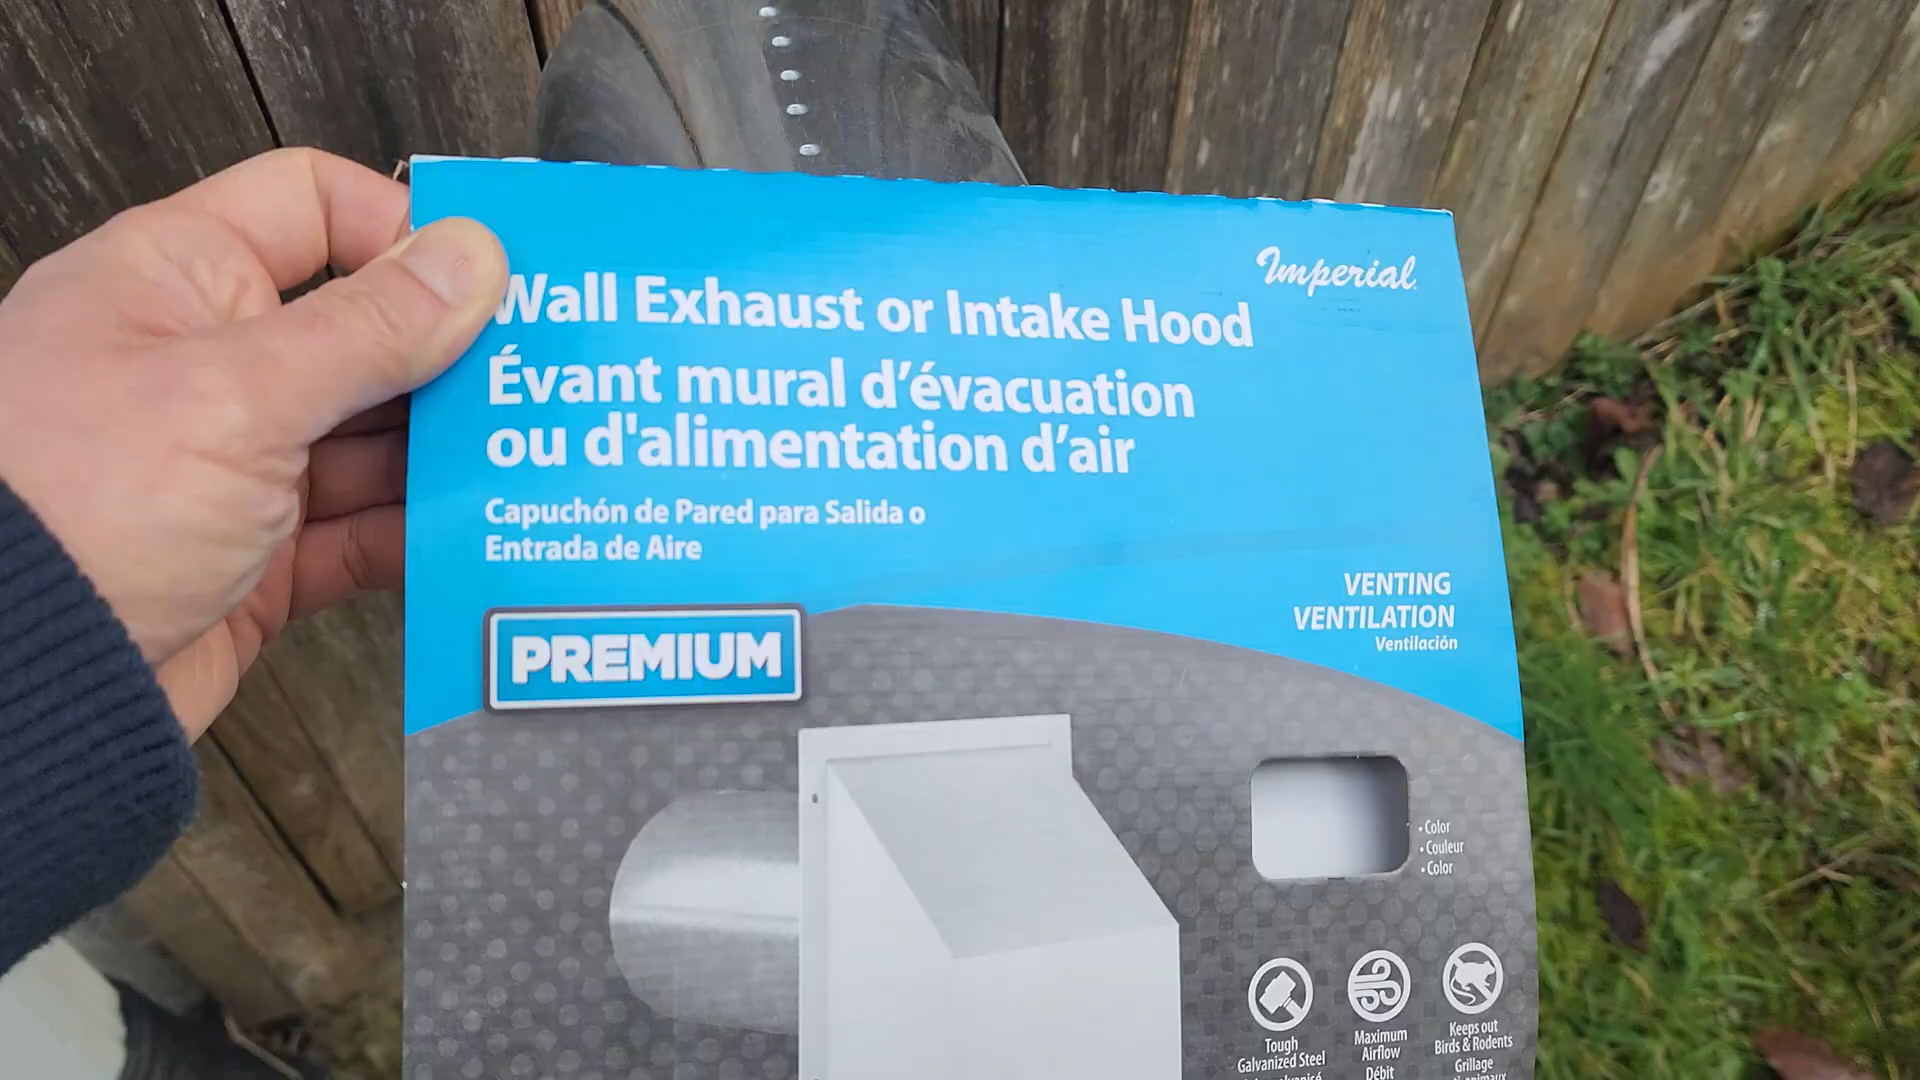 Imperial
Wall Exhaust or Intake Hood
Évant mural d'évacuation
ou d'alimentation d'air
Capuchón de Pared para Salida o
Entrada de Aire
VENTING
VENTILATION
Ventilación
PREMIUM
• Color
• Couleur
• Color
Tough
Galvanized Steel
Maximum
Airflow
Débit
Keeps out
Birds & Rodents
Grillage